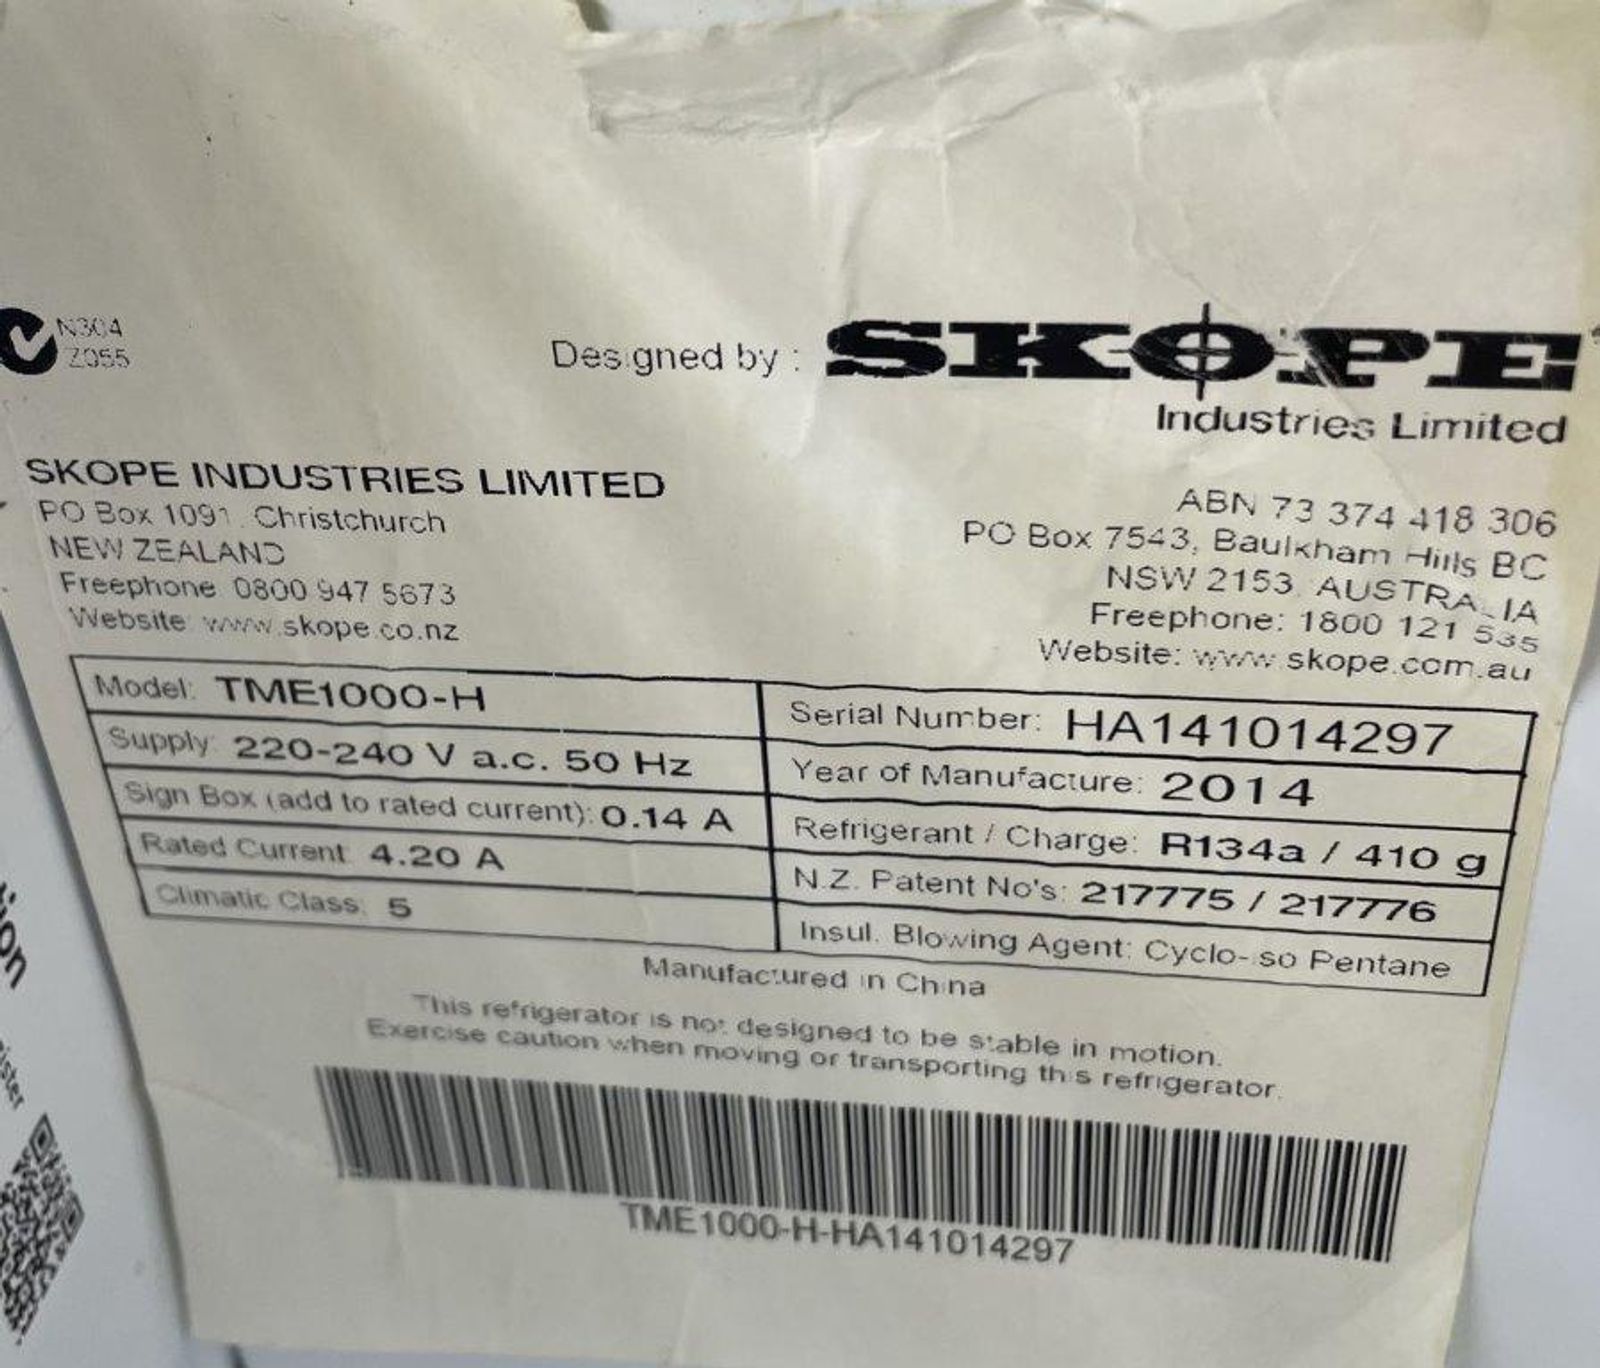 N304
Z055
Designed by : SKOPE
Industries Limited
SKOPE INDUSTRIES LIMITED
PO Box 1091, Christchurch
NEW ZEALAND
Freephone 0800 947 5673
Website: www.skope.co.nz
ABN 73 374 418 306
PO Box 7543, Baulkham Hills BC
NSW 2153, AUSTRALIA
Freephone: 1800 121 535
Website: www.skope.com.au
Model: TME1000-H
Supply: 220-240 V a.c. 50 Hz
Sign Box (add to rated current): 0.14 A
Rated Current: 4.20 A
Climatic Class: 5
Serial Number: HA141014297
Year of Manufacture: 2014
Refrigerant / Charge: R134a / 410 g
N.Z. Patent No's: 217775 / 217776
Insul. Blowing Agent: Cyclo-iso Pentane
Manufactured in China
This refrigerator is not designed to be stable in motion.
Exercise caution when moving or transporting this refrigerator.
TME1000-H-HA141014297